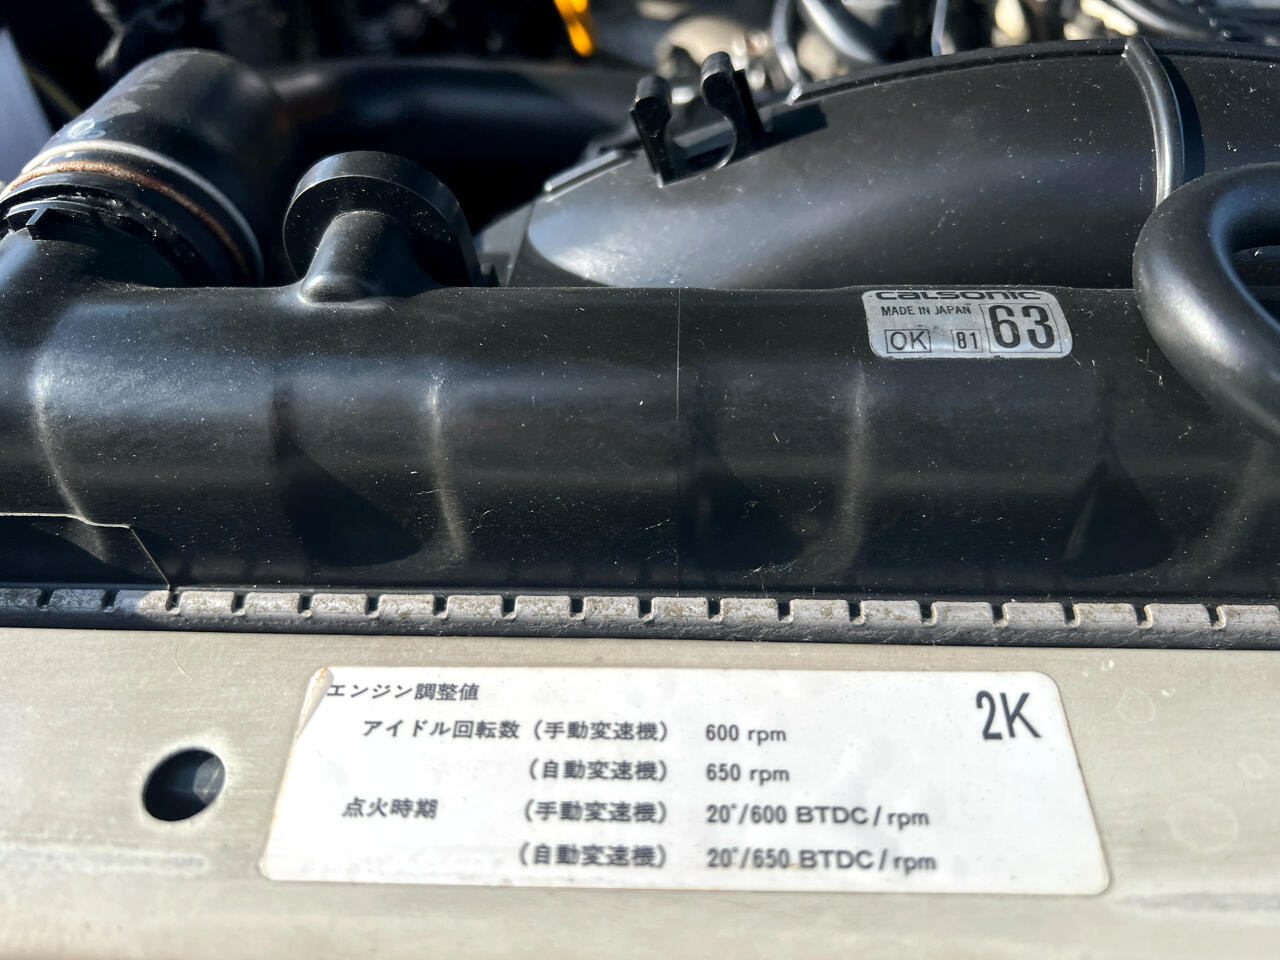 CALSONIC
MADE IN JAPAN
OK 81 63
エンジン調整値
2K
アイドル回転数（手動変速機） 600 rpm
（自動変速機） 650 rpm
点火時期 （手動変速機） 20°/600 BTDC/rpm
（自動変速機） 20°/650 BTDC/rpm